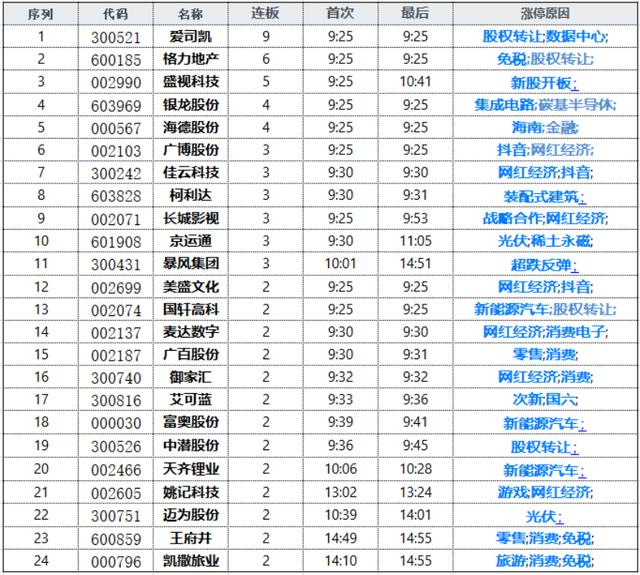 序列 代码 名称 连板 首次 最后 涨停原因
1 300521 爱司凯 9 9:25 9:25 股权转让;数据中心;
2 600185 格力地产 6 9:25 9:25 免税;股权转让;
3 002990 盛视科技 5 9:25 10:41 新股开板;
4 603969 银龙股份 4 9:25 9:25 集成电路;碳基半导休;
5 000567 海德股份 4 9:25 9:25 海南;金融;
6 002103 广博股份 3 9:25 9:25 抖音;网红经济;
7 300242 佳云科技 3 9:30 9:30 网红经济;抖音;
8 603828 柯利达 3 9:30 9:31 装配式建筑;
9 002071 长城影视 3 9:25 9:53 战略合作;网红经济;
10 601908 京运通 3 9:30 11:05 光伏;稀土永磁;
11 300431 暴风集团 3 10:01 14:51 超跌反弹;
12 002699 美盛文化 2 9:25 9:25 网红经济;抖音;
13 002074 国轩高科 2 9:25 9:25 新能源汽车;股权转让;
14 002137 麦达数字 2 9:30 9:30 网红经济;消费电子;
15 002187 广百股份 2 9:30 9:31 零售;消费;
16 300740 御家汇 2 9:32 9:32 网红经济;消费;
17 300816 艾可蓝 2 9:33 9:36 次新;国六;
18 000030 富奥股份 2 9:39 9:41 新能源汽车;
19 300526 中潜股份 2 9:36 9:45 股权转让;
20 002466 天齐锂业 2 10:06 10:28 新能源汽车;
21 002605 姚记科技 2 13:02 13:24 游戏;网红经济;
22 300751 迈为股份 2 10:39 14:01 光伏;
23 600859 王府井 2 14:49 14:55 零售;消费;免税;
24 000796 凯撒旅业 2 14:10 14:55 旅游;消费;免税;